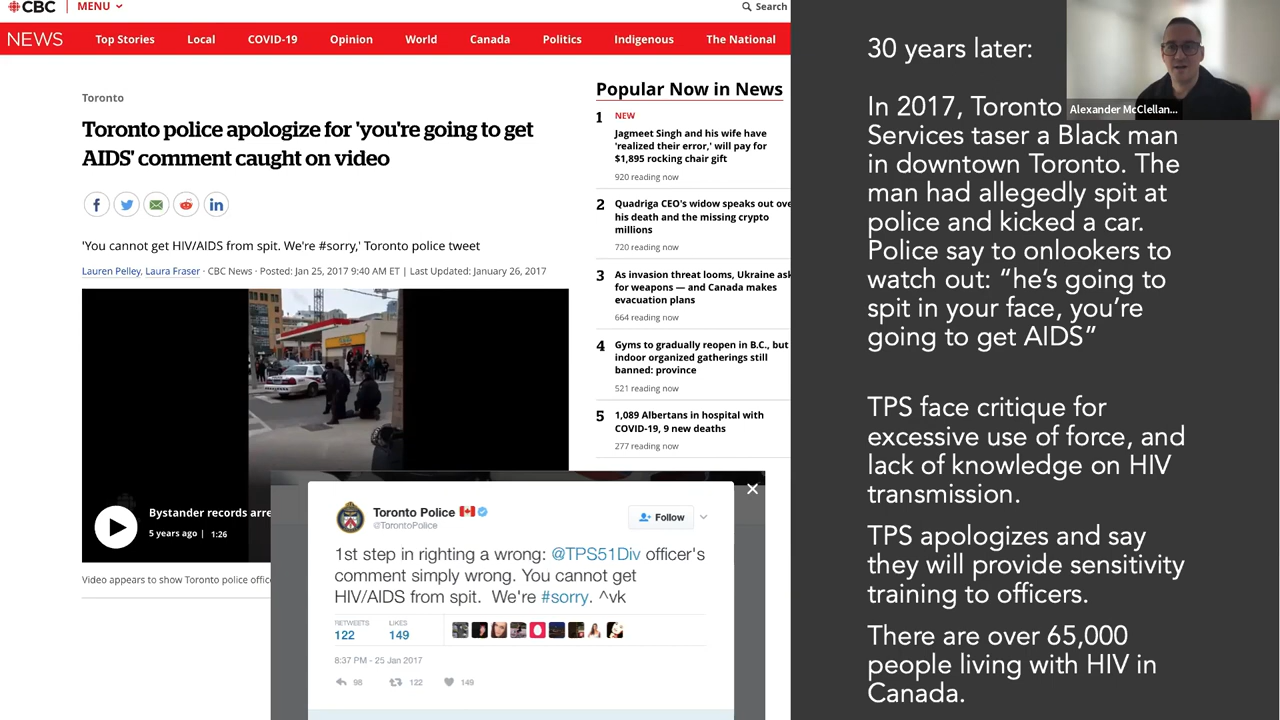 CBC
MENU
Search
NEWS
Top Stories
Local
COVID-19
Opinion
World
Canada
Politics
Indigenous
The National
Toronto
Toronto police apologize for 'you're going to get
AIDS' comment caught on video
'You cannot get HIV/AIDS from spit. We're #sorry,' Toronto police tweet
Lauren Pelley, Laura Fraser · CBC News · Posted: Jan 25, 2017 9:40 AM ET | Last Updated: January 26, 2017
Bystander records arre
5 years ago | 1:26
Video appears to show Toronto police offic
Popular Now in News
1
NEW
Jagmeet Singh and his wife have
'realized their error,' will pay for
$1,895 rocking chair gift
920 reading now
2
Quadriga CEO's widow speaks out ove
his death and the missing crypto
millions
720 reading now
3
As invasion threat looms, Ukraine ask
for weapons — and Canada makes
evacuation plans
664 reading now
4
Gyms to gradually reopen in B.C., but
indoor organized gatherings still
banned: province
521 reading now
5
1,089 Albertans in hospital with
COVID-19, 9 new deaths
277 reading now
Toronto Police
@TorontoPolice
Follow
1st step in righting a wrong: @TPS51Div officer's
comment simply wrong. You cannot get
HIV/AIDS from spit. We're #sorry. ^vk
RETWEETS
122
LIKES
149
8:37 PM - 25 Jan 2017
98
122
149
30 years later:
In 2017, Toronto
Services taser a Black man
in downtown Toronto. The
man had allegedly spit at
police and kicked a car.
Police say to onlookers to
watch out: “he’s going to
spit in your face, you’re
going to get AIDS”
TPS face critique for
excessive use of force, and
lack of knowledge on HIV
transmission.
TPS apologizes and say
they will provide sensitivity
training to officers.
There are over 65,000
people living with HIV in
Canada.
Alexander McClellan...